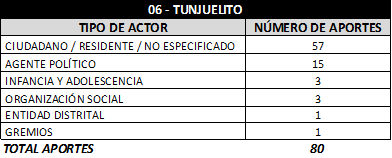 06 - TUNJUELITO
TIPO DE ACTOR NÚMERO DE APORTES
CIUDADANO / RESIDENTE / NO ESPECIFICADO 57
AGENTE POLÍTICO 15
INFANCIA Y ADOLESCENCIA 3
ORGANIZACIÓN SOCIAL 3
ENTIDAD DISTRITAL 1
GREMIOS 1
TOTAL APORTES 80